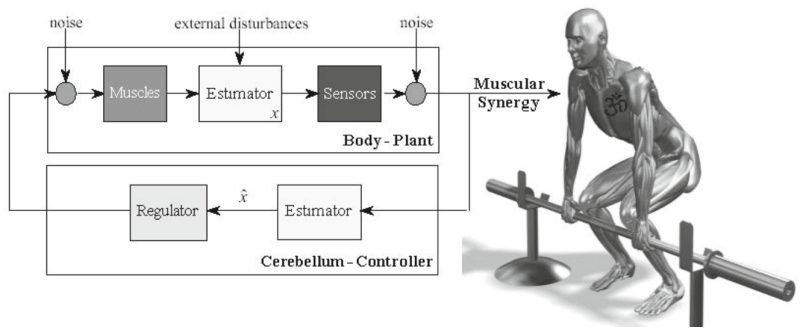 noise
external disturbances
noise
Muscles
Estimator
x
Sensors
Muscular
Synergy
Body - Plant
Regulator
x̂
Estimator
Cerebellum - Controller
ॐ